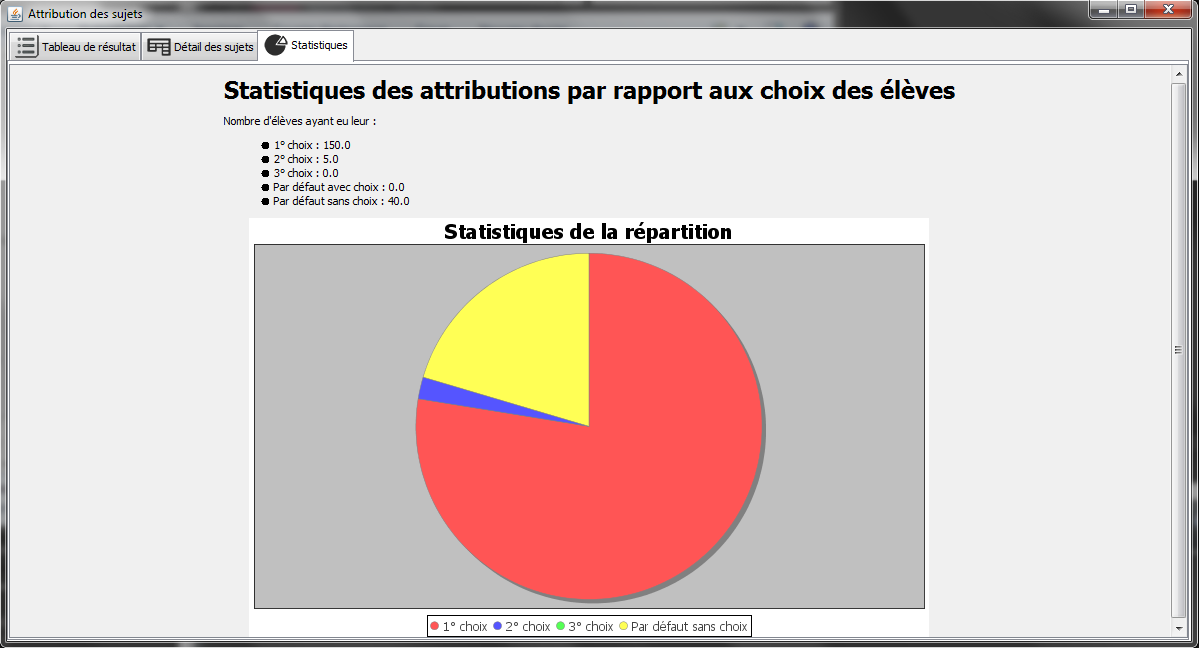 Attribution des sujets
Tableau de résultat Détail des sujets Statistiques
Statistiques des attributions par rapport aux choix des élèves
Nombre d'élèves ayant eu leur :
1° choix : 150.0
2° choix : 5.0
3° choix : 0.0
Par défaut avec choix : 0.0
Par défaut sans choix : 40.0
Statistiques de la répartition
1° choix 2° choix 3° choix Par défaut sans choix